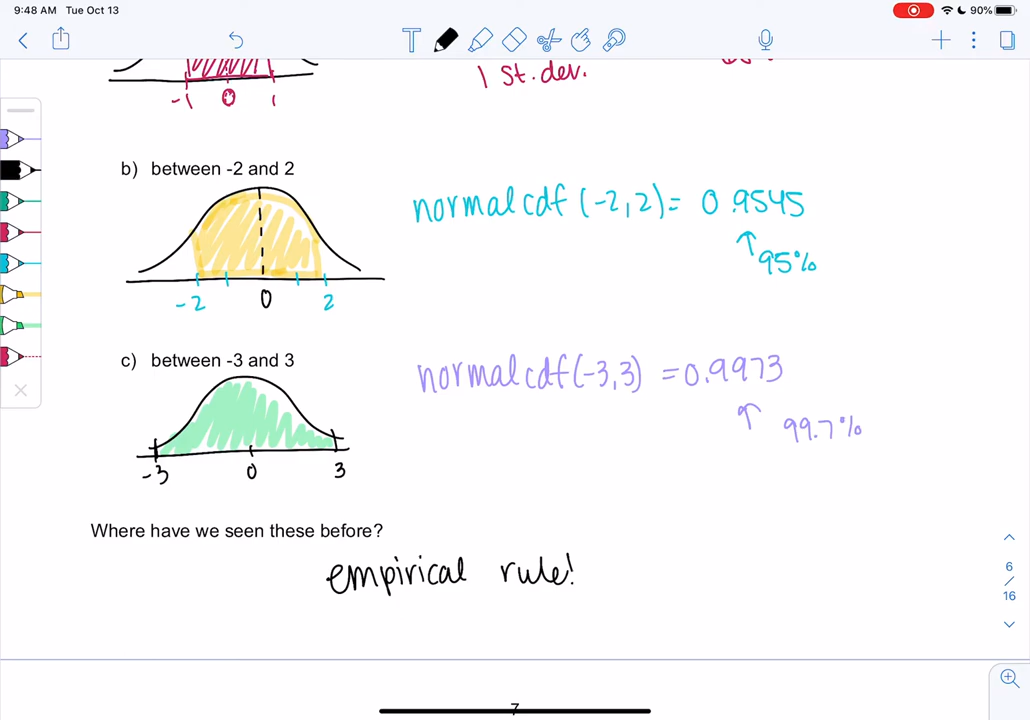 9:48 AM Tue Oct 13
90%
T
1 St. dev.
-1 0 1
b) between -2 and 2
normalcdf (-2,2)= 0.9545
95%
-2 0 2
c) between -3 and 3
normalcdf(-3,3) =0.9973
99.7%
-3 0 3
Where have we seen these before?
empirical rule!
6
/
16
7